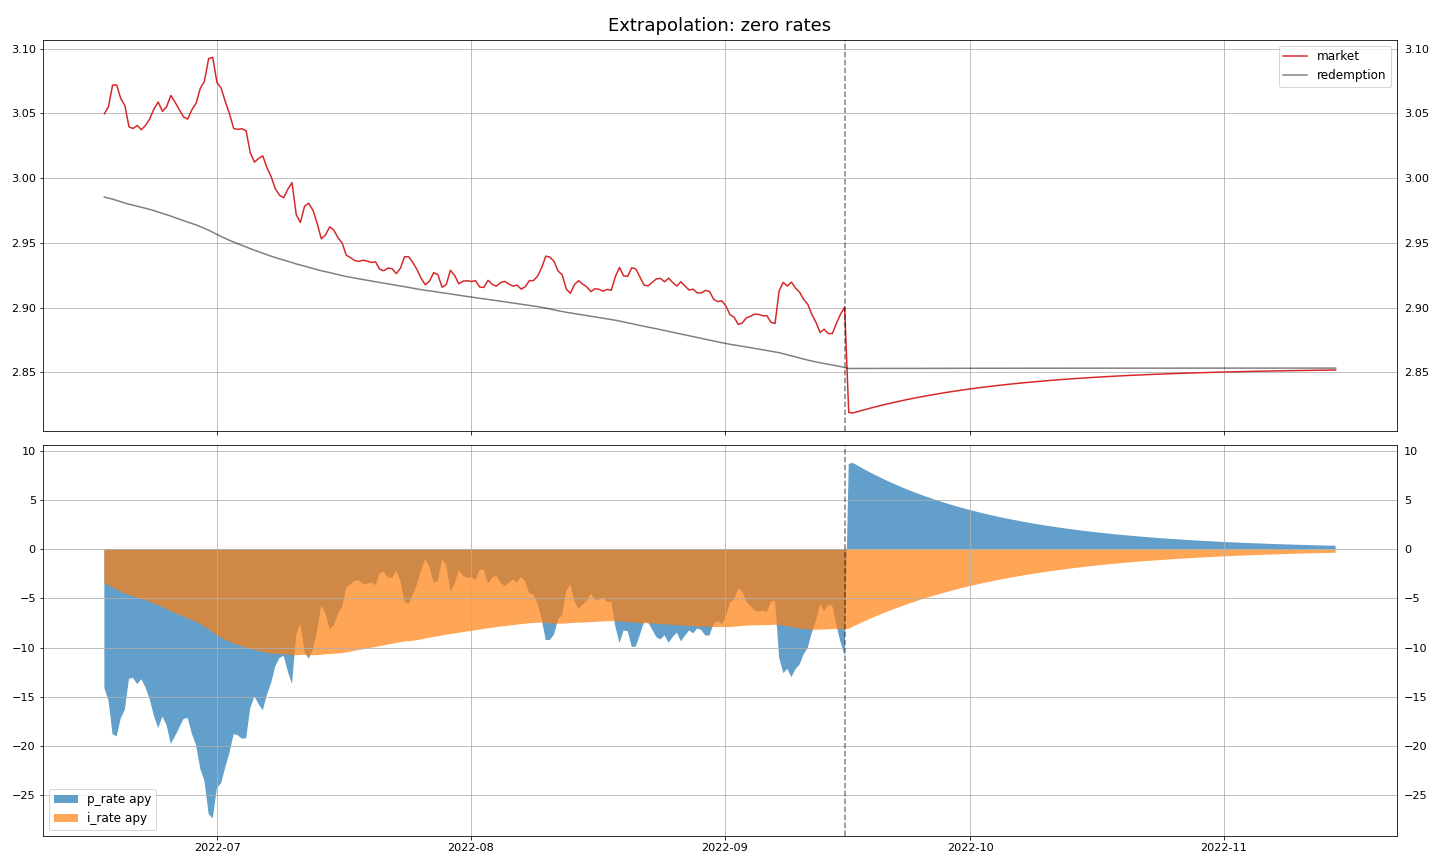 Extrapolation: zero rates
3.10 3.10
market
redemption
3.05 3.05
3.00 3.00
2.95 2.95
2.90 2.90
2.85 2.85
10 10
5 5
0 0
−5 −5
−10 −10
−15 −15
−20 −20
−25 −25
p_rate apy
i_rate apy
2022-07 2022-08 2022-09 2022-10 2022-11